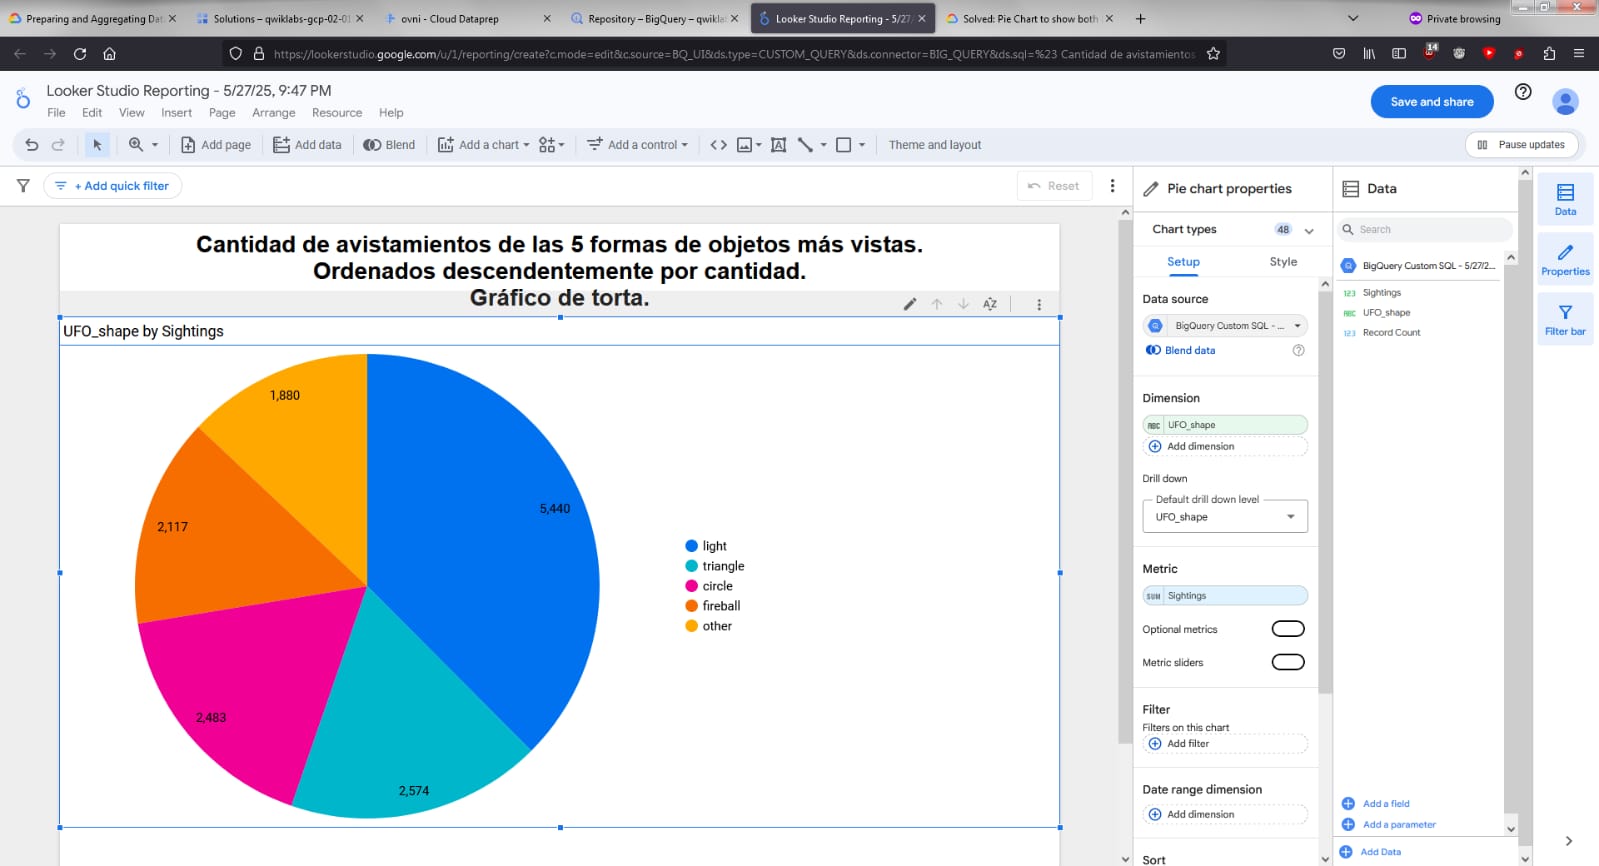 Preparing and Aggregating Dat
Solutions – qwiklabs-gcp-02-0
ovni - Cloud Dataprep
Repository – BigQuery – qwikla
Looker Studio Reporting - 5/27/
Solved: Pie Chart to show both
Private browsing
https://lookerstudio.google.com/u/1/reporting/create?c.mode=edit&c.source=BQ_UI&ds.type=CUSTOM_QUERY&ds.connector=BIG_QUERY&ds.sql=%23 Cantidad de avistamientos
14
Looker Studio Reporting - 5/27/25, 9:47 PM
File Edit View Insert Page Arrange Resource Help
Save and share
Add page
Add data
Blend
Add a chart
Add a control
Theme and layout
Pause updates
+ Add quick filter
Reset
Cantidad de avistamientos de las 5 formas de objetos más vistas.
Ordenados descendentemente por cantidad.
Gráfico de torta.
UFO_shape by Sightings
1,880
5,440
2,117
2,483
2,574
light
triangle
circle
fireball
other
Pie chart properties
Chart types 48
Setup Style
Data source
BigQuery Custom SQL - ...
Blend data
Dimension
ABC UFO_shape
Add dimension
Drill down
Default drill down level
UFO_shape
Metric
SUM Sightings
Optional metrics
Metric sliders
Filter
Filters on this chart
Add filter
Date range dimension
Add dimension
Sort
Data
Search
BigQuery Custom SQL - 5/27/2...
123 Sightings
ABC UFO_shape
123 Record Count
Add a field
Add a parameter
Add Data
Data
Properties
Filter bar